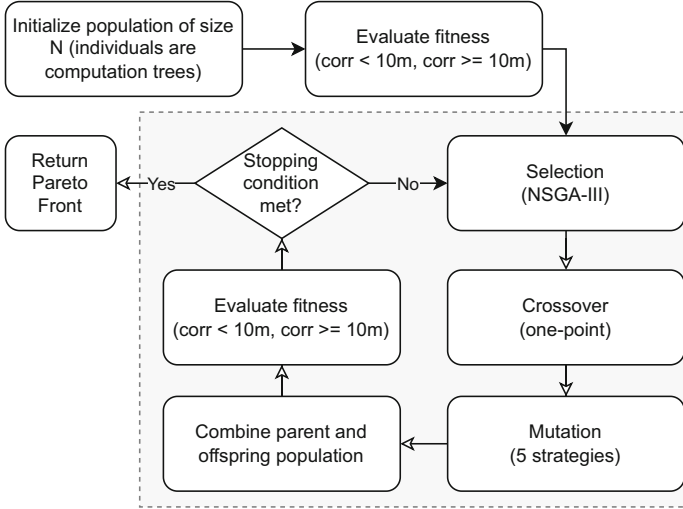 Initialize population of size
N (individuals are
computation trees)
Evaluate fitness
(corr < 10m, corr >= 10m)
Return
Pareto
Front
Yes
Stopping
condition
met?
No
Selection
(NSGA-III)
Evaluate fitness
(corr < 10m, corr >= 10m)
Crossover
(one-point)
Combine parent and
offspring population
Mutation
(5 strategies)